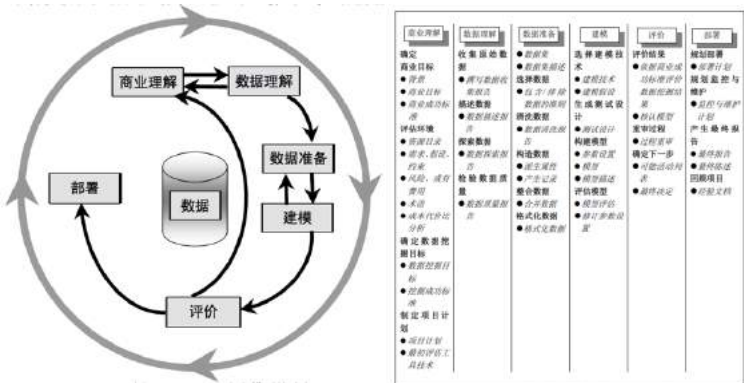 商业理解
数据理解
数据准备
建模
评价
部署
数据
商业理解
确定
商业目标
● 背景
● 商业目标
● 商业成功标
准
评估环境
● 资源目录
● 需求、假设、
约束
● 风险、或有
费用
● 术语
● 成本代价比
分析
确定数据挖
掘目标
● 数据挖掘目
标
● 挖掘成功标
准
制定项目计
划
● 项目计划
● 最初评估工
具技术
数据理解
收集原始数
据
● 撰写数据收
集报告
描述数据
● 数据描述报
告
探索数据
● 数据探索报
告
检验数据质
量
● 数据质量报
告
数据准备
● 数据集
● 数据集描述
选择数据
● 包含/排除
数据的准则
清洗数据
● 数据清洗报
告
构造数据
● 派生属性
● 产生记录
整合数据
● 合并数据
格式化数据
● 格式化数据
建模
选择建模技
术
● 建模技术
● 建模假设
生成测试设
计
● 测试设计
构建模型
● 参数设置
● 模型
● 模型描述
评估模型
● 模型评估
● 修订参数设
置
评价
评价结果
● 依据商业成
功标准评价
数据挖掘结
果
● 核认模型
重审过程
● 过程重审
确定下一步
● 可能活动列
表
● 最终决定
部署
规划部署
● 部署计划
规划监控与
维护
● 监控与维护
计划
产生最终报
告
● 最终报告
● 最终陈述
回顾项目
● 经验文档